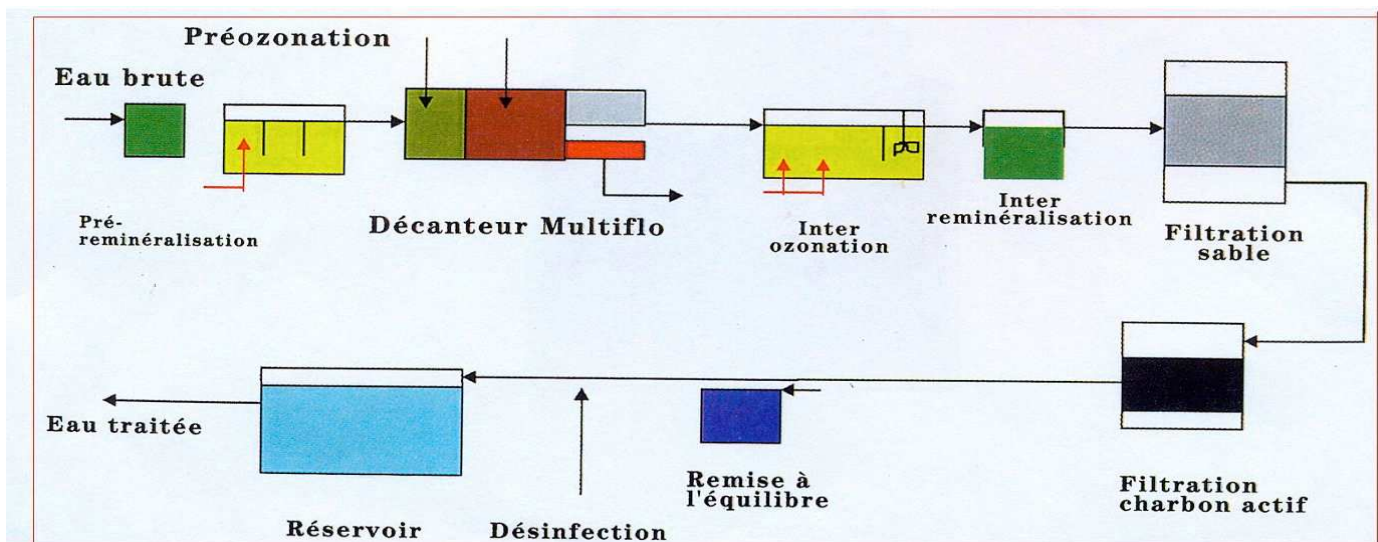 Préozonation
Eau brute
Pré-
reminéralisation
Décanteur Multiflo
Inter
ozonation
Inter
reminéralisation
Filtration
sable
Eau traitée
Réservoir
Désinfection
Remise à
l'équilibre
Filtration
charbon actif